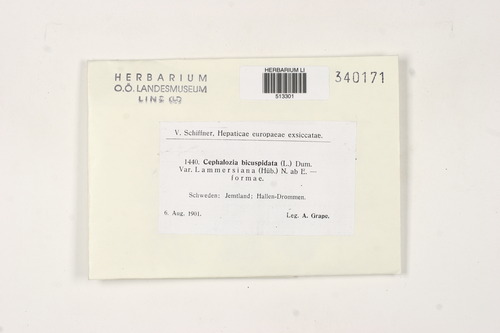 HERBARIUM
O.Ö. LANDESMUSEUM
HERBARIUM LI
513301
340171
V. Schiffner. Hepaticae europaeae exsiccatae.
1440. Cephalozia bicuspidata (L.) Dum.
Var. Lammersiana (Hüb.) N. ab E. —
formae.
Schweden: Jemtland; Hallen-Drommen.
6. Aug. 1901.
Leg. A. Grape.